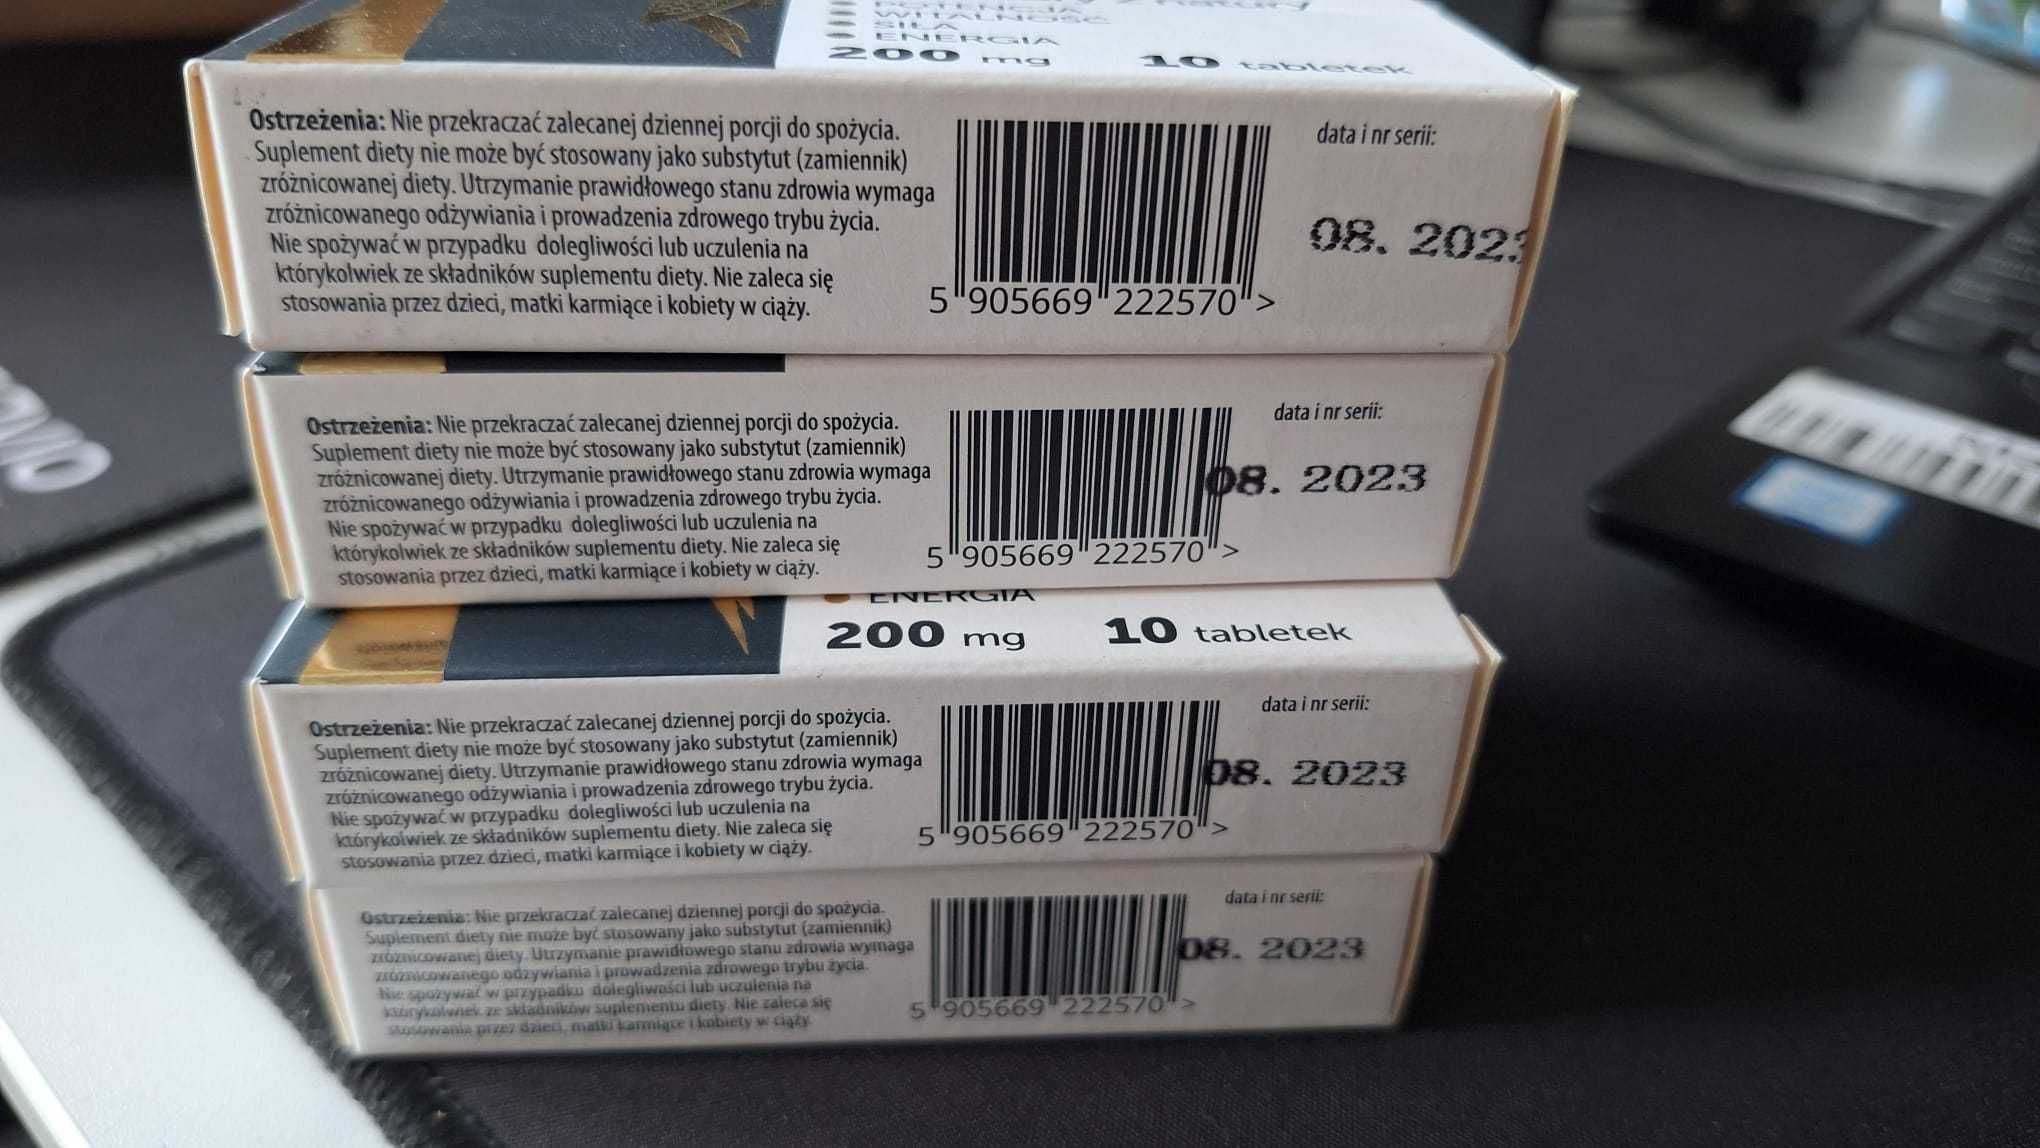 POTENCJA
WITALNOŚĆ
SIŁA
ENERGIA
200 mg 10 tabletek
Ostrzeżenia: Nie przekraczać zalecanej dziennej porcji do spożycia.
Suplement diety nie może być stosowany jako substytut (zamiennik)
zróżnicowanej diety. Utrzymanie prawidłowego stanu zdrowia wymaga
zróżnicowanego odżywiania i prowadzenia zdrowego trybu życia.
Nie spożywać w przypadku dolegliwości lub uczulenia na
którykolwiek ze składników suplementu diety. Nie zaleca się
stosowania przez dzieci, matki karmiące i kobiety w ciąży.
5 905669 222570 >
data i nr serii:
08. 2023
Ostrzeżenia: Nie przekraczać zalecanej dziennej porcji do spożycia.
Suplement diety nie może być stosowany jako substytut (zamiennik)
zróżnicowanej diety. Utrzymanie prawidłowego stanu zdrowia wymaga
zróżnicowanego odżywiania i prowadzenia zdrowego trybu życia.
Nie spożywać w przypadku dolegliwości lub uczulenia na
którykolwiek ze składników suplementu diety. Nie zaleca się
stosowania przez dzieci, matki karmiące i kobiety w ciąży.
5 905669 222570 >
data i nr serii:
08. 2023
ENERGIA
200 mg 10 tabletek
Ostrzeżenia: Nie przekraczać zalecanej dziennej porcji do spożycia.
Suplement diety nie może być stosowany jako substytut (zamiennik)
zróżnicowanej diety. Utrzymanie prawidłowego stanu zdrowia wymaga
zróżnicowanego odżywiania i prowadzenia zdrowego trybu życia.
Nie spożywać w przypadku dolegliwości lub uczulenia na
którykolwiek ze składników suplementu diety. Nie zaleca się
stosowania przez dzieci, matki karmiące i kobiety w ciąży.
5 905669 222570 >
data i nr serii:
08. 2023
Ostrzeżenia: Nie przekraczać zalecanej dziennej porcji do spożycia.
Suplement diety nie może być stosowany jako substytut (zamiennik)
zróżnicowanej diety. Utrzymanie prawidłowego stanu zdrowia wymaga
zróżnicowanego odżywiania i prowadzenia zdrowego trybu życia.
Nie spożywać w przypadku dolegliwości lub uczulenia na
którykolwiek ze składników suplementu diety. Nie zaleca się
stosowania przez dzieci, matki karmiące i kobiety w ciąży.
5 905669 222570 >
data i nr serii:
08. 2023